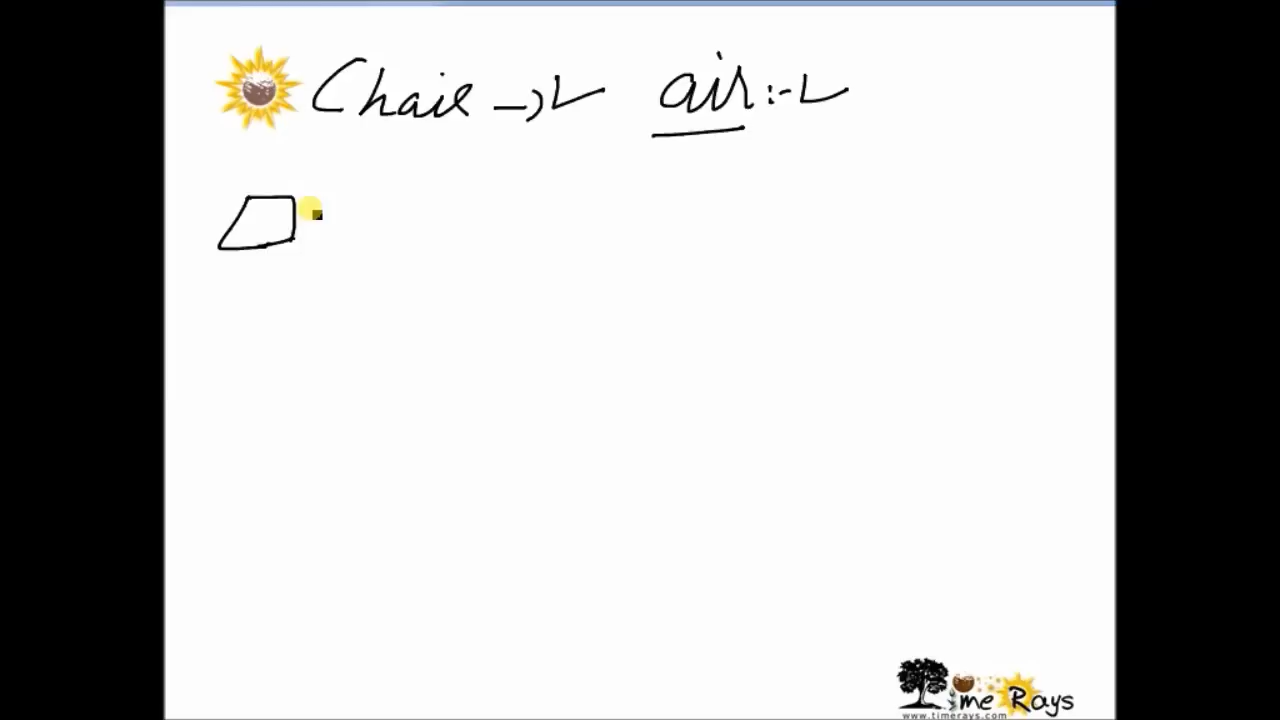 Chair → ✓ air :- ✓
Time Rays
www.timerays.com